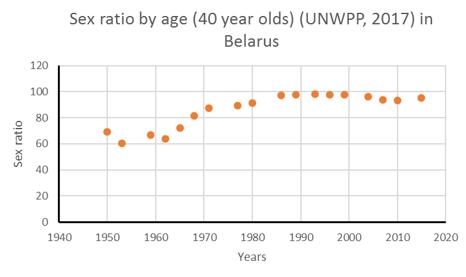 Sex ratio by age (40 year olds) (UNWPP, 2017) in
Belarus
120
100
80
60
40
20
0
Sex ratio
1940 1950 1960 1970 1980 1990 2000 2010 2020
Years